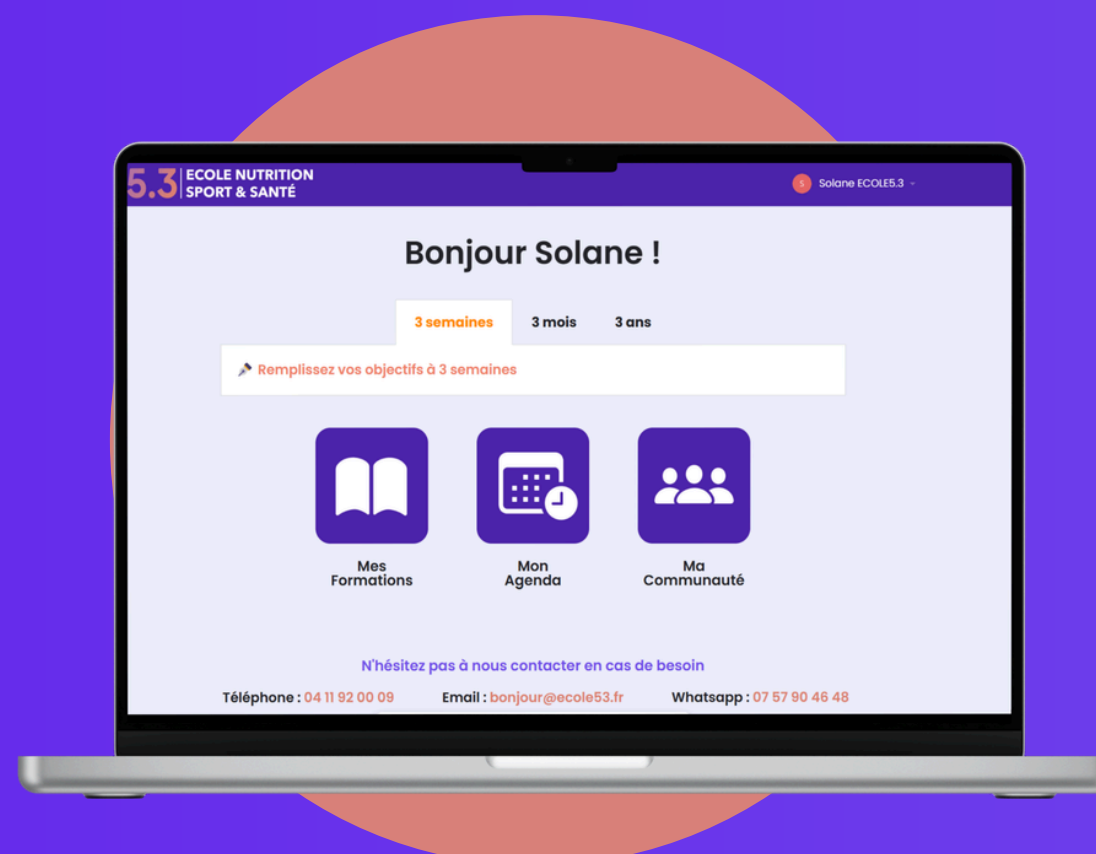 5.3 ECOLE NUTRITION
SPORT & SANTÉ
S Solane ECOLE5.3
Bonjour Solane !
3 semaines 3 mois 3 ans
Remplissez vos objectifs à 3 semaines
Mes
Formations
Mon
Agenda
Ma
Communauté
N'hésitez pas à nous contacter en cas de besoin
Téléphone : 04 11 92 00 09 Email : bonjour@ecole53.fr Whatsapp : 07 57 90 46 48